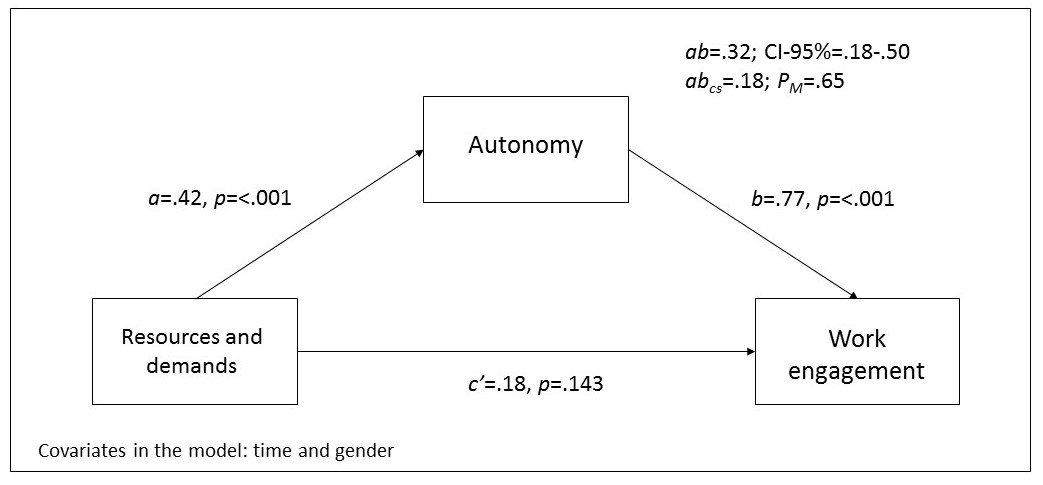 ab=.32; CI-95%=.18-.50
abcs=.18; PM=.65
Autonomy
a=.42, p=<.001
b=.77, p=<.001
Resources and
demands
Work
engagement
c’=.18, p=.143
Covariates in the model: time and gender